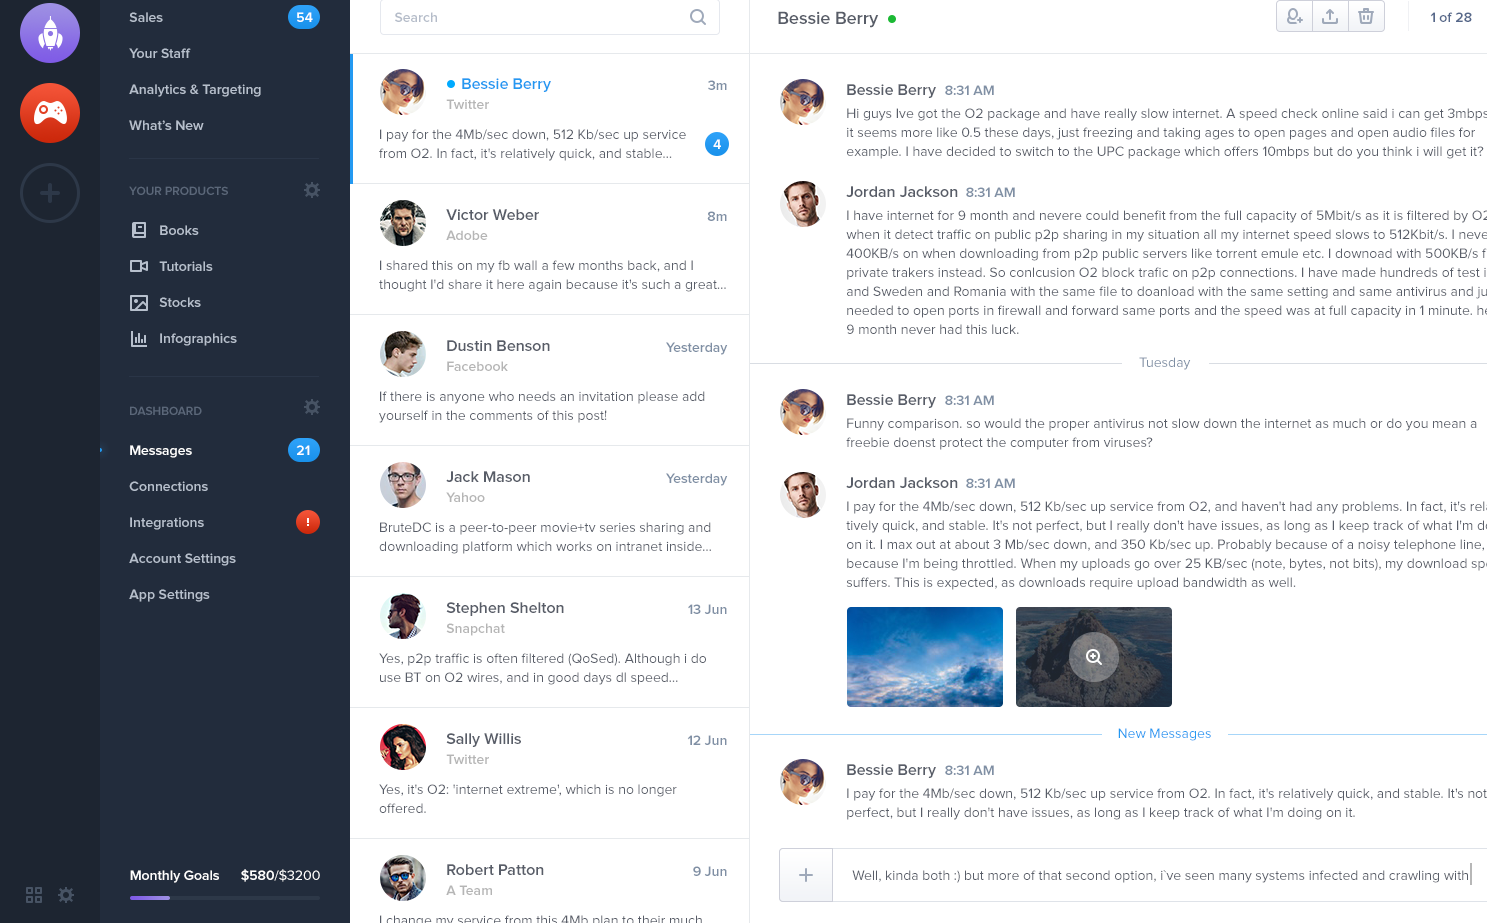 Sales
54
Your Staff
Analytics & Targeting
What's New
YOUR PRODUCTS
Books
Tutorials
Stocks
Infographics
DASHBOARD
Messages
21
Connections
Integrations
!
Account Settings
App Settings
Monthly Goals $580/$3200
Search
Bessie Berry
3m
Twitter
I pay for the 4Mb/sec down, 512 Kb/sec up service
from O2. In fact, it's relatively quick, and stable...
4
Victor Weber
8m
Adobe
I shared this on my fb wall a few months back, and I
thought I'd share it here again because it's such a great...
Dustin Benson
Yesterday
Facebook
If there is anyone who needs an invitation please add
yourself in the comments of this post!
Jack Mason
Yesterday
Yahoo
BruteDC is a peer-to-peer movie+tv series sharing and
downloading platform which works on intranet inside...
Stephen Shelton
13 Jun
Snapchat
Yes, p2p traffic is often filtered (QoSed). Although i do
use BT on O2 wires, and in good days dl speed...
Sally Willis
12 Jun
Twitter
Yes, it's O2: 'internet extreme', which is no longer
offered.
Robert Patton
9 Jun
A Team
I change my service from this 4Mb plan to their much
Bessie Berry
1 of 28
Bessie Berry 8:31 AM
Hi guys Ive got the O2 package and have really slow internet. A speed check online said i can get 3mbps
it seems more like 0.5 these days, just freezing and taking ages to open pages and open audio files for
example. I have decided to switch to the UPC package which offers 10mbps but do you think i will get it?
Jordan Jackson 8:31 AM
I have internet for 9 month and nevere could benefit from the full capacity of 5Mbit/s as it is filtered by O2
when it detect traffic on public p2p sharing in my situation all my internet speed slows to 512Kbit/s. I neve
400KB/s on when downloading from p2p public servers like torrent emule etc. I downoad with 500KB/s f
private trakers instead. So conlcusion O2 block trafic on p2p connections. I have made hundreds of test i
and Sweden and Romania with the same file to doanload with the same setting and same antivirus and ju
needed to open ports in firewall and forward same ports and the speed was at full capacity in 1 minute. he
9 month never had this luck.
Tuesday
Bessie Berry 8:31 AM
Funny comparison. so would the proper antivirus not slow down the internet as much or do you mean a
freebie doenst protect the computer from viruses?
Jordan Jackson 8:31 AM
I pay for the 4Mb/sec down, 512 Kb/sec up service from O2, and haven't had any problems. In fact, it's rela
tively quick, and stable. It's not perfect, but I really don't have issues, as long as I keep track of what I'm do
on it. I max out at about 3 Mb/sec down, and 350 Kb/sec up. Probably because of a noisy telephone line,
because I'm being throttled. When my uploads go over 25 KB/sec (note, bytes, not bits), my download spe
suffers. This is expected, as downloads require upload bandwidth as well.
New Messages
Bessie Berry 8:31 AM
I pay for the 4Mb/sec down, 512 Kb/sec up service from O2. In fact, it's relatively quick, and stable. It's not
perfect, but I really don't have issues, as long as I keep track of what I'm doing on it.
Well, kinda both :) but more of that second option, i`ve seen many systems infected and crawling with